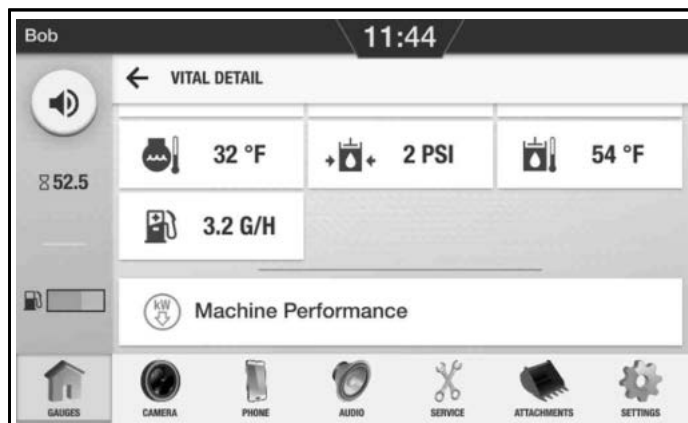 Bob
11:44
VITAL DETAIL
32 °F
2 PSI
54 °F
52.5
3.2 G/H
kW
Machine Performance
GAUGES
CAMERA
PHONE
AUDIO
SERVICE
ATTACHMENTS
SETTINGS